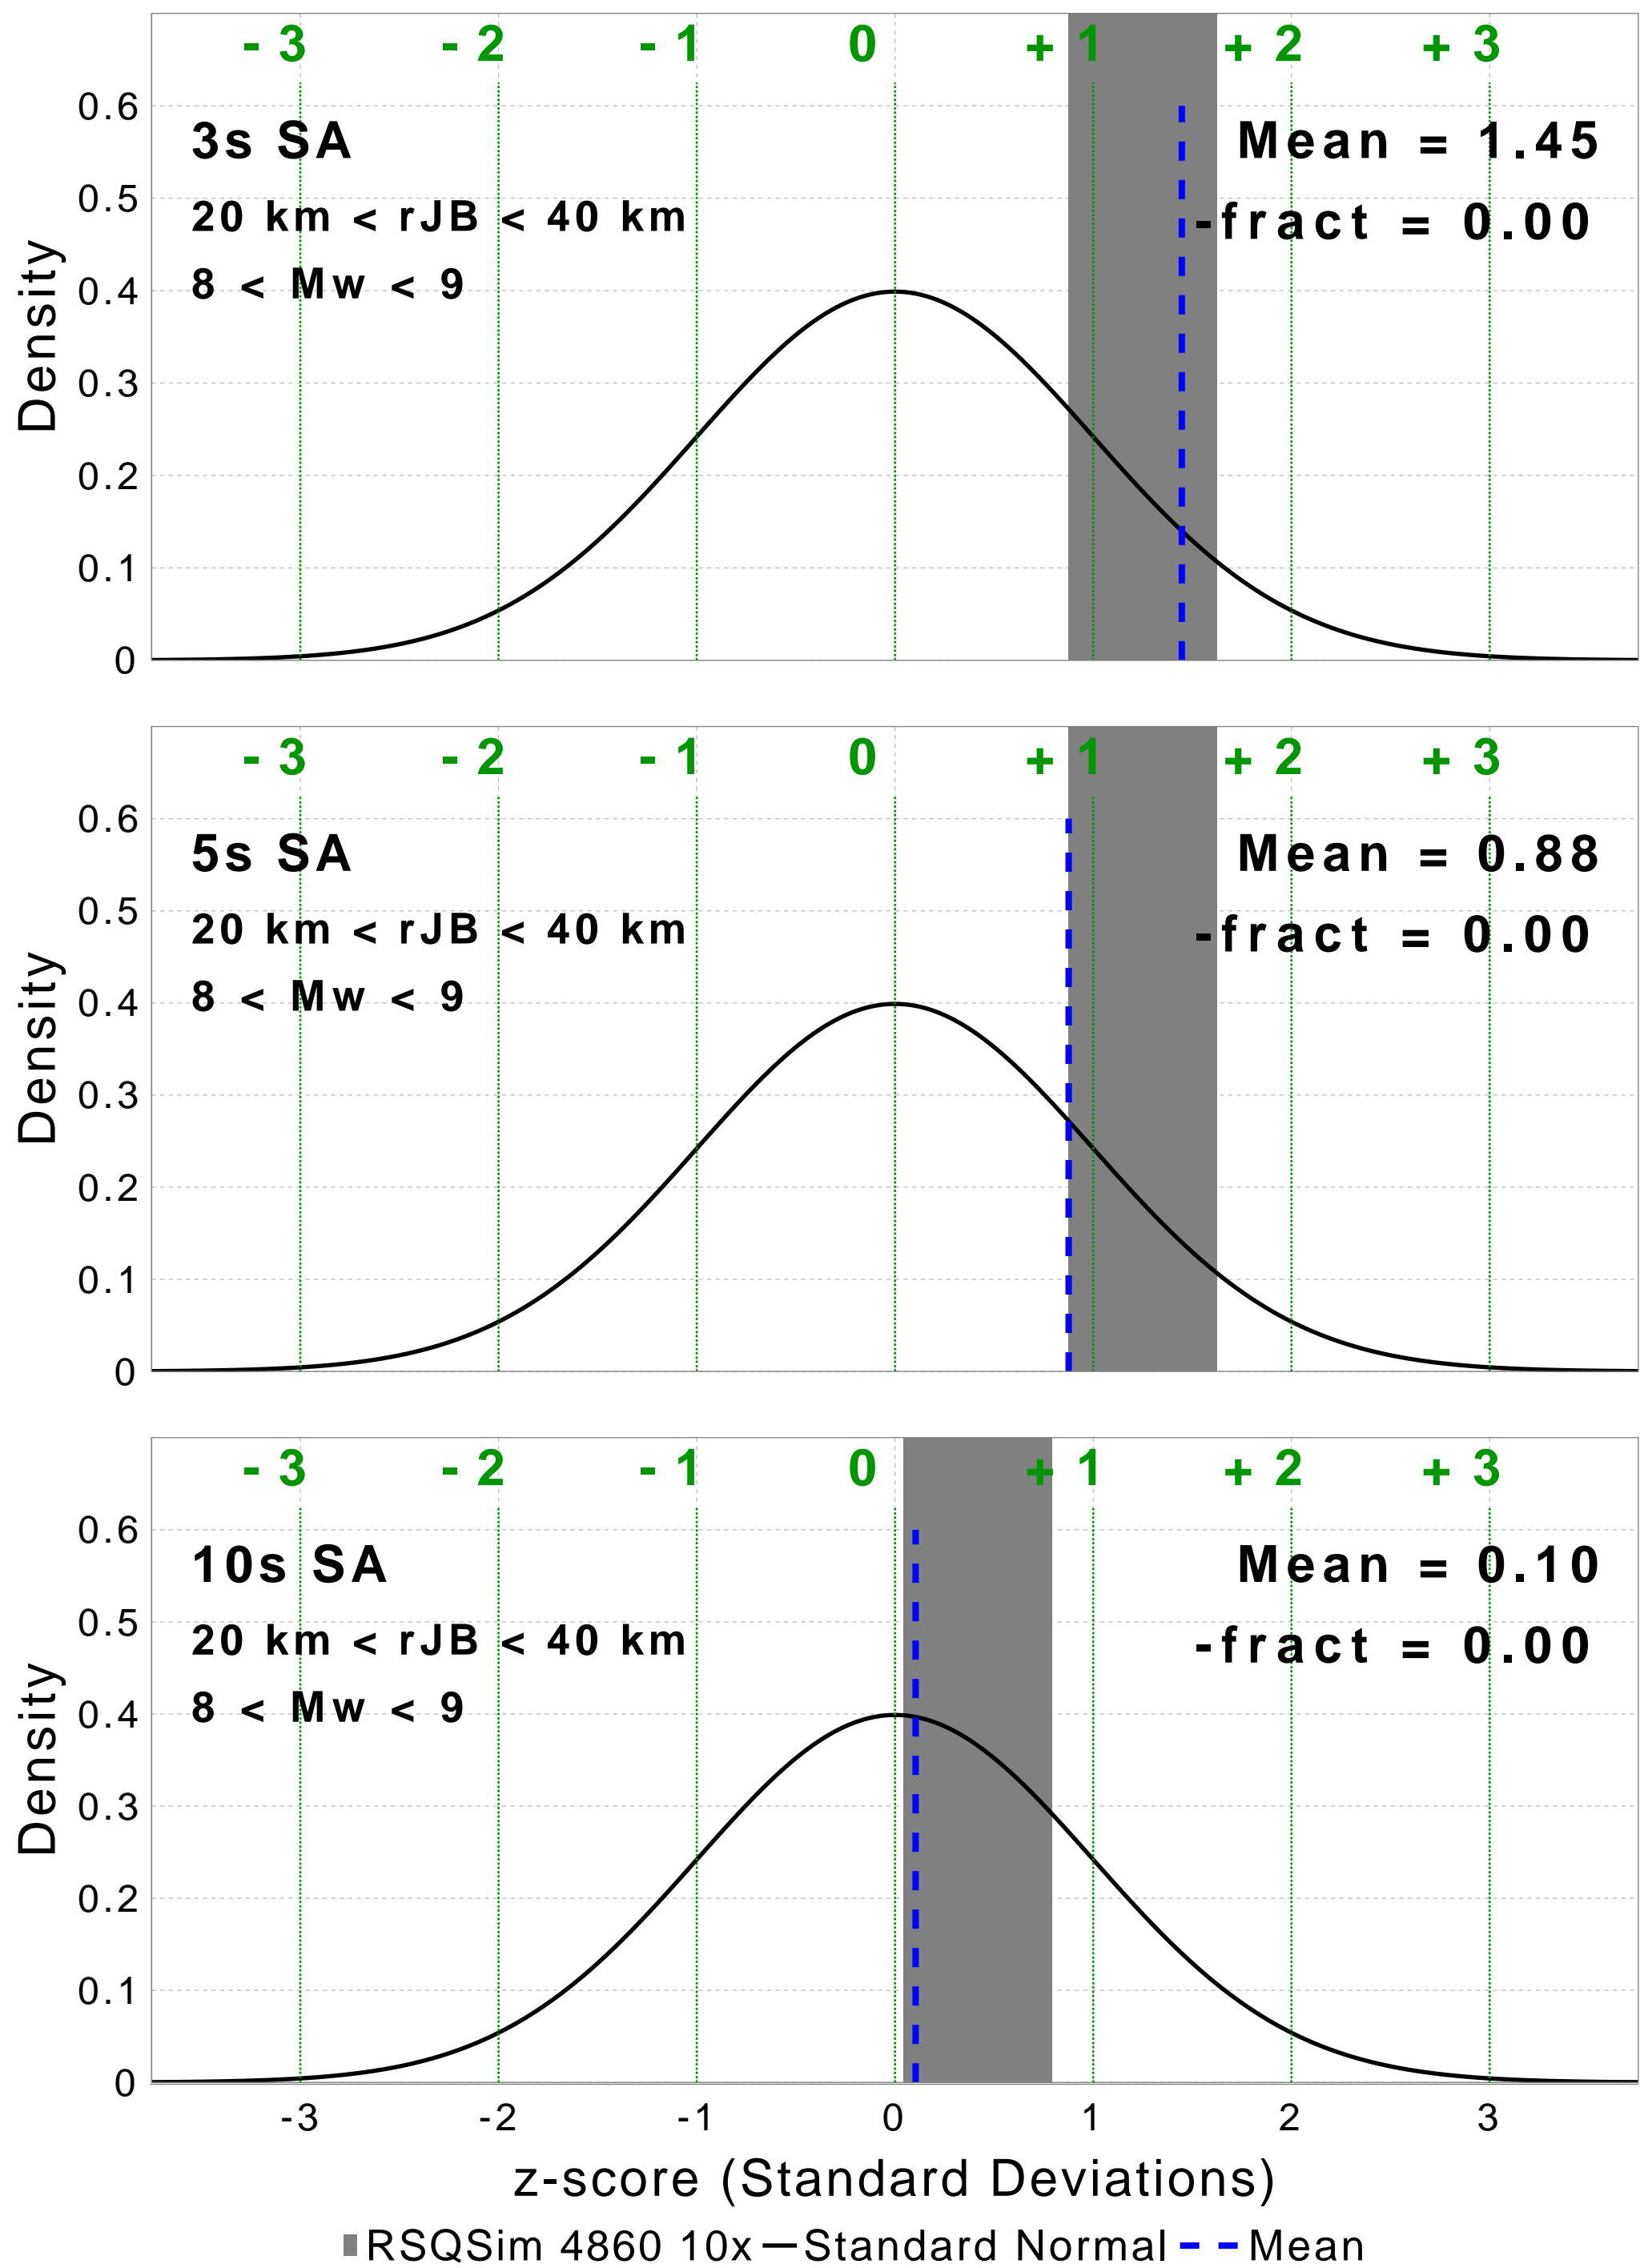 - 3 - 2 - 1 0 + 1 + 2 + 3
0.6
3s SA
Mean = 1.45
0.5
20 km < rJB < 40 km
-fract = 0.00
8 < Mw < 9
0.4
Density
0.3
0.2
0.1
0
- 3 - 2 - 1 0 + 1 + 2 + 3
0.6
5s SA
Mean = 0.88
0.5
20 km < rJB < 40 km
-fract = 0.00
8 < Mw < 9
0.4
Density
0.3
0.2
0.1
0
- 3 - 2 - 1 0 + 1 + 2 + 3
0.6
10s SA
Mean = 0.10
0.5
20 km < rJB < 40 km
-fract = 0.00
8 < Mw < 9
0.4
Density
0.3
0.2
0.1
0
-3 -2 -1 0 1 2 3
z-score (Standard Deviations)
RSQSim 4860 10x Standard Normal Mean